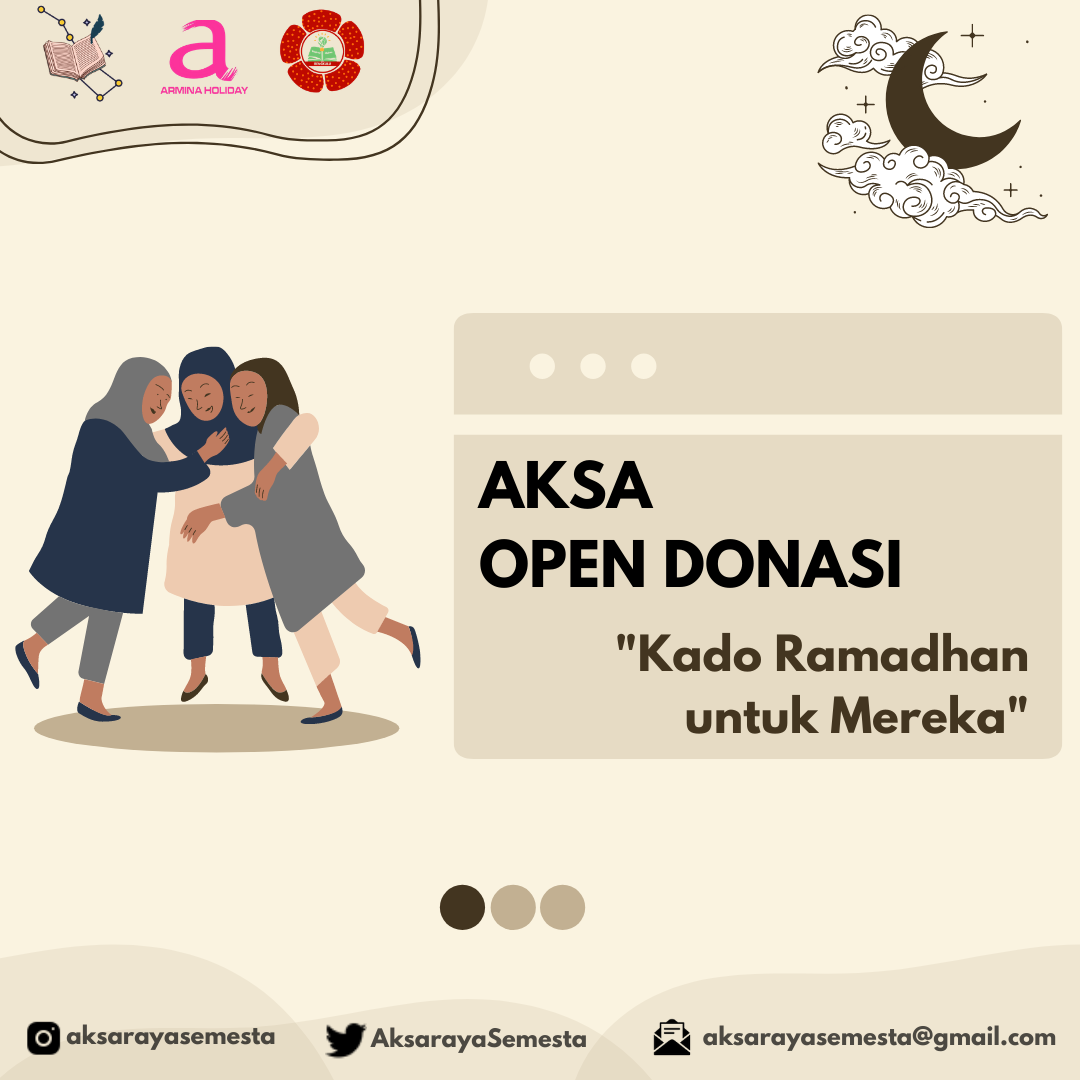 ARMINA HOLIDAY
AKSA
OPEN DONASI
"Kado Ramadhan
untuk Mereka"
aksarayasemesta
AksarayaSemesta
aksarayasemesta@gmail.com